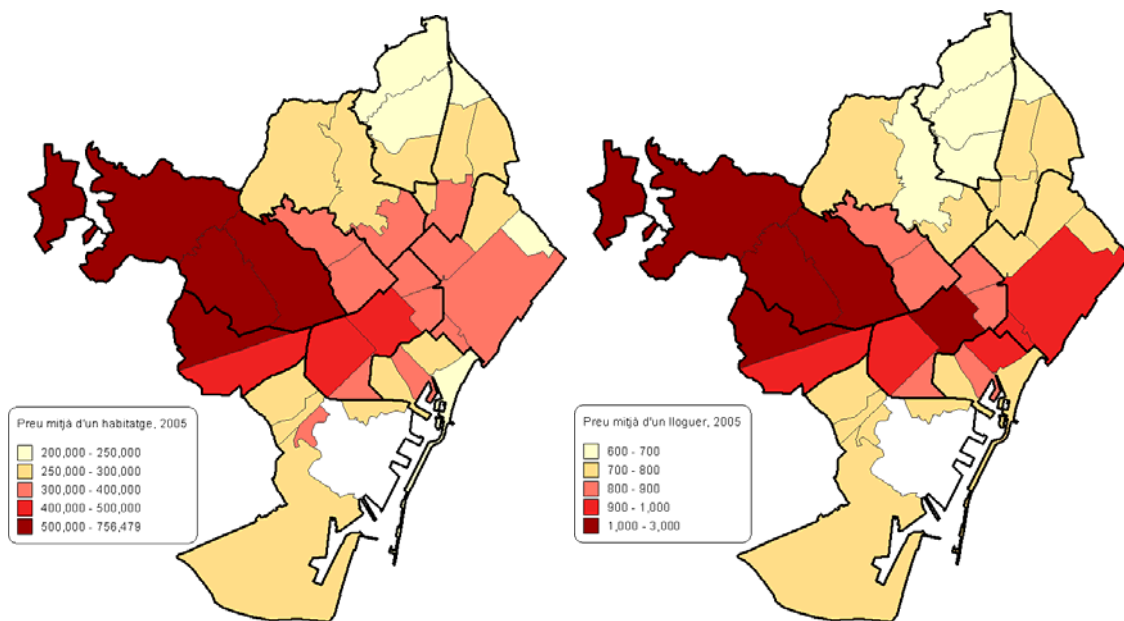 Preu mitjà d'un habitatge, 2005
200,000 - 250,000
250,000 - 300,000
300,000 - 400,000
400,000 - 500,000
500,000 - 756,479
Preu mitjà d'un lloguer, 2005
600 - 700
700 - 800
800 - 900
900 - 1,000
1,000 - 3,000